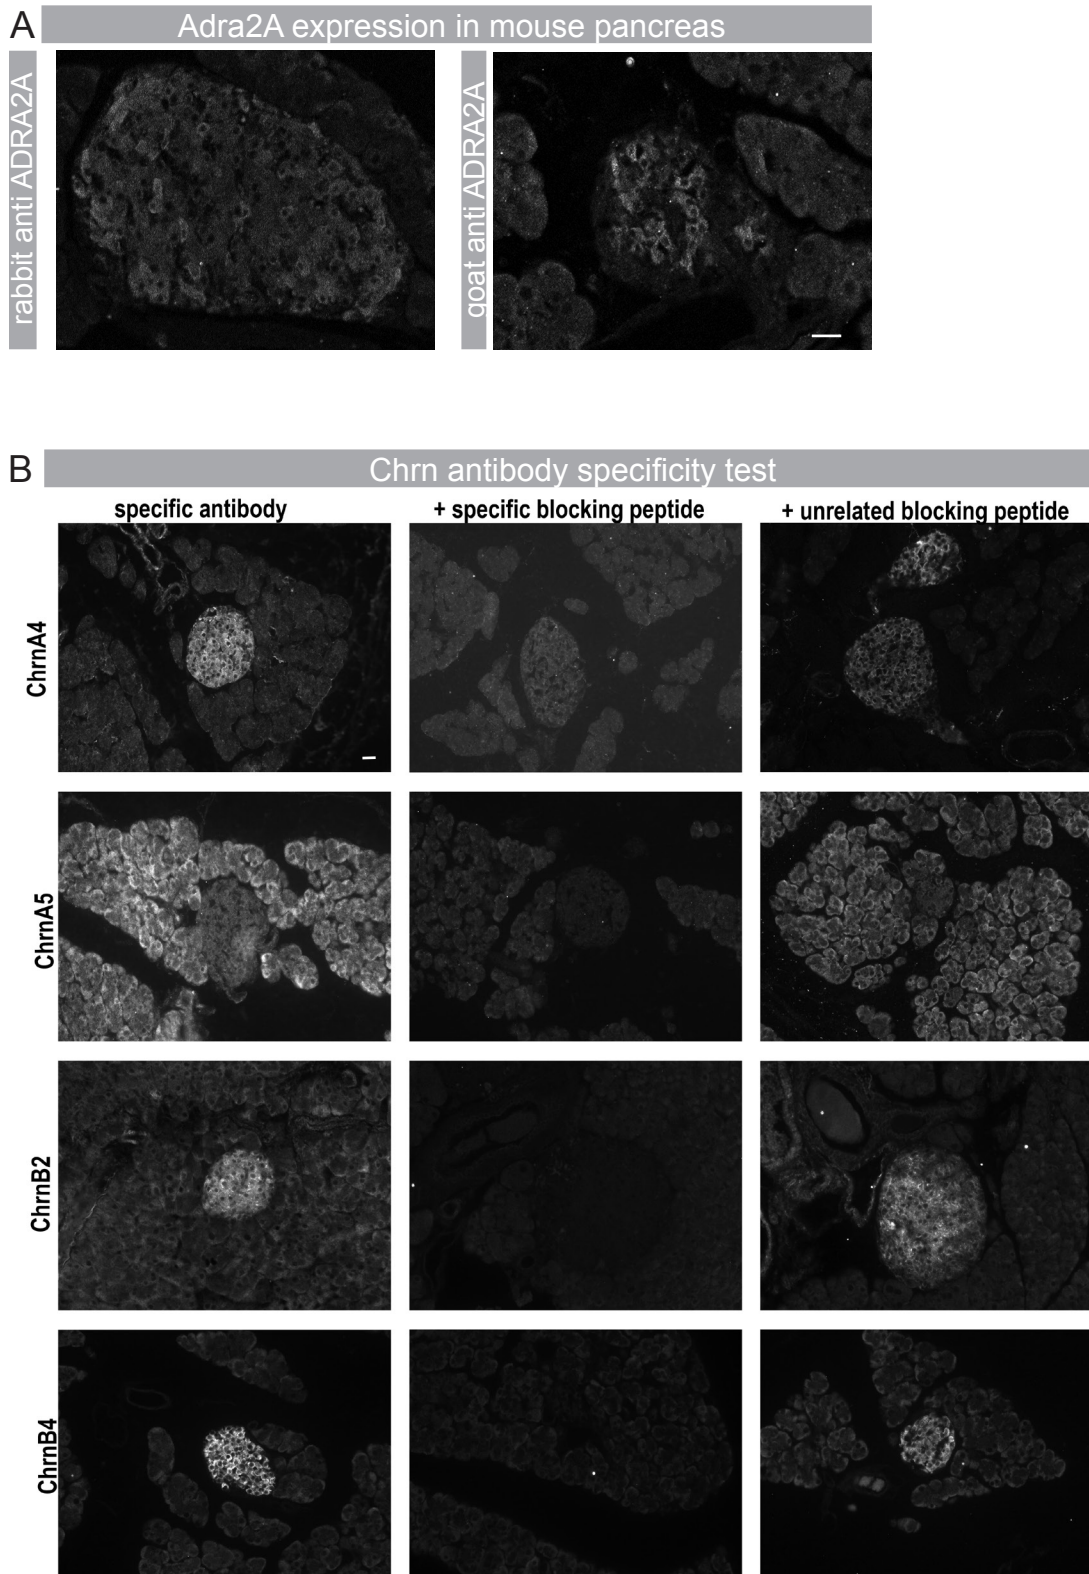 A
Adra2A expression in mouse pancreas
rabbit anti ADRA2A
goat anti ADRA2A
B
Chrn antibody specificity test
specific antibody
+ specific blocking peptide
+ unrelated blocking peptide
ChrnA4
ChrnA5
ChrnB2
ChrnB4